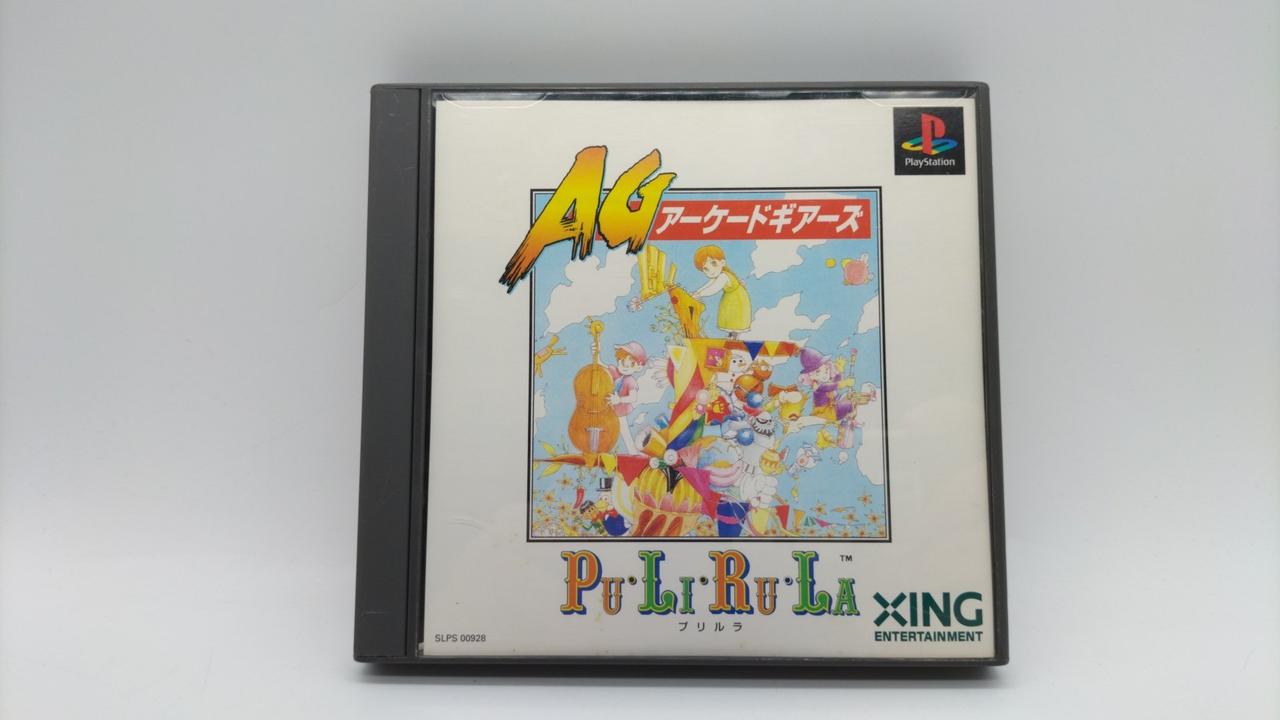 PlayStation
AG
アーケードギアーズ
PU·LI·RU·LA™
プリルラ
SLPS 00928
XING
ENTERTAINMENT